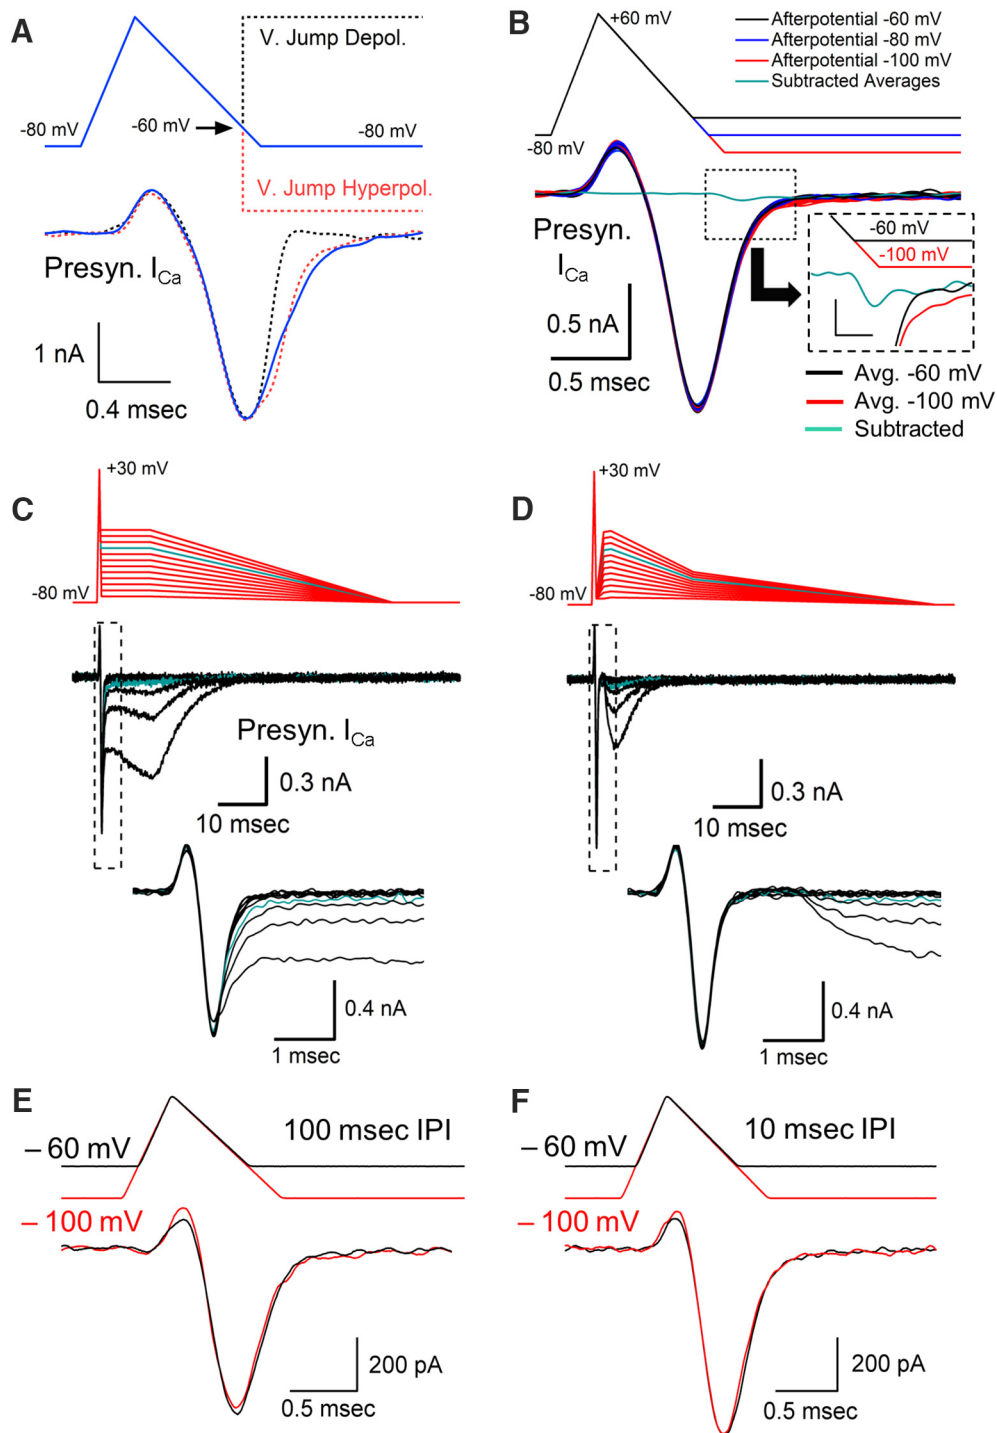 A
V. Jump Depol.
-60 mV
-80 mV
-80 mV
V. Jump Hyperpol.
Presyn. ICa
1 nA
0.4 msec
B
+60 mV
Afterpotential -60 mV
Afterpotential -80 mV
Afterpotential -100 mV
Subtracted Averages
-80 mV
Presyn.
ICa
-60 mV
-100 mV
0.5 nA
0.5 msec
Avg. -60 mV
Avg. -100 mV
Subtracted
C
+30 mV
-80 mV
Presyn. ICa
0.3 nA
10 msec
0.4 nA
1 msec
D
+30 mV
-80 mV
0.3 nA
10 msec
0.4 nA
1 msec
E
– 60 mV
100 msec IPI
– 100 mV
200 pA
0.5 msec
F
– 60 mV
10 msec IPI
– 100 mV
200 pA
0.5 msec